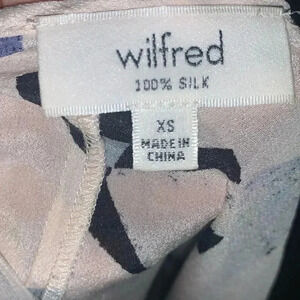 wilfred
100% SILK
XS
MADE IN
CHINA